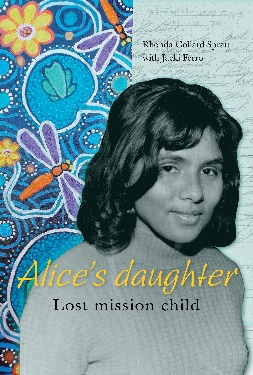 Rhonda Collard Spratt
with Jacki Ferro
Alice's daughter
Lost mission child